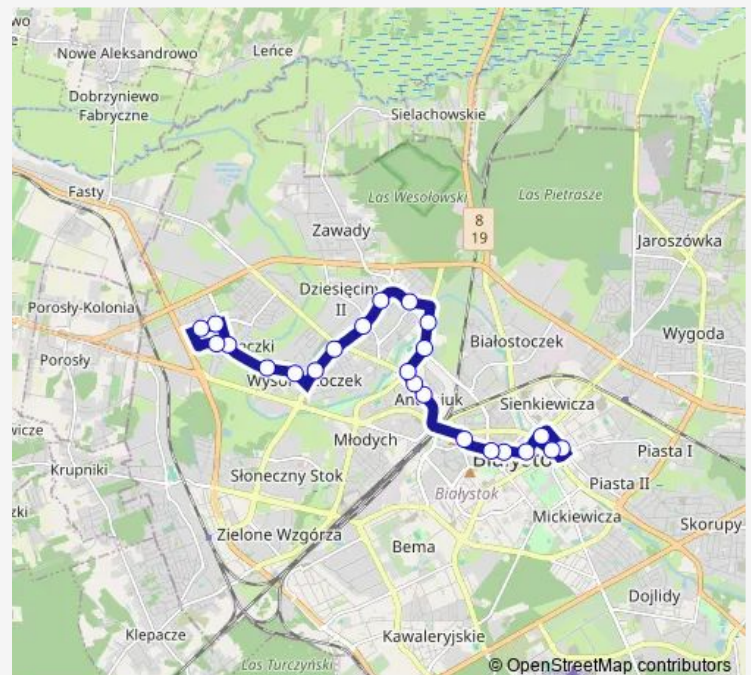 Nowe Aleksandrowo
Leńce
Dobrzyniewo
Fabryczne
Sielachowskie
Fasty
Las Wesołowski
Las Pietrasze
8
19
Zawady
Jaroszówka
Dziesięciny
II
Porosły-Kolonia
Białostoczek
Wygoda
Porosły
Sienkiewicza
Młodych
Piasta I
Krupniki
Słoneczny Stok
Białystok
Piasta II
Mickiewicza
Skorupy
Zielone Wzgórza
Bema
Dojlidy
Klepacze
Kawaleryjskie
Las Turczyński
© OpenStreetMap contributors